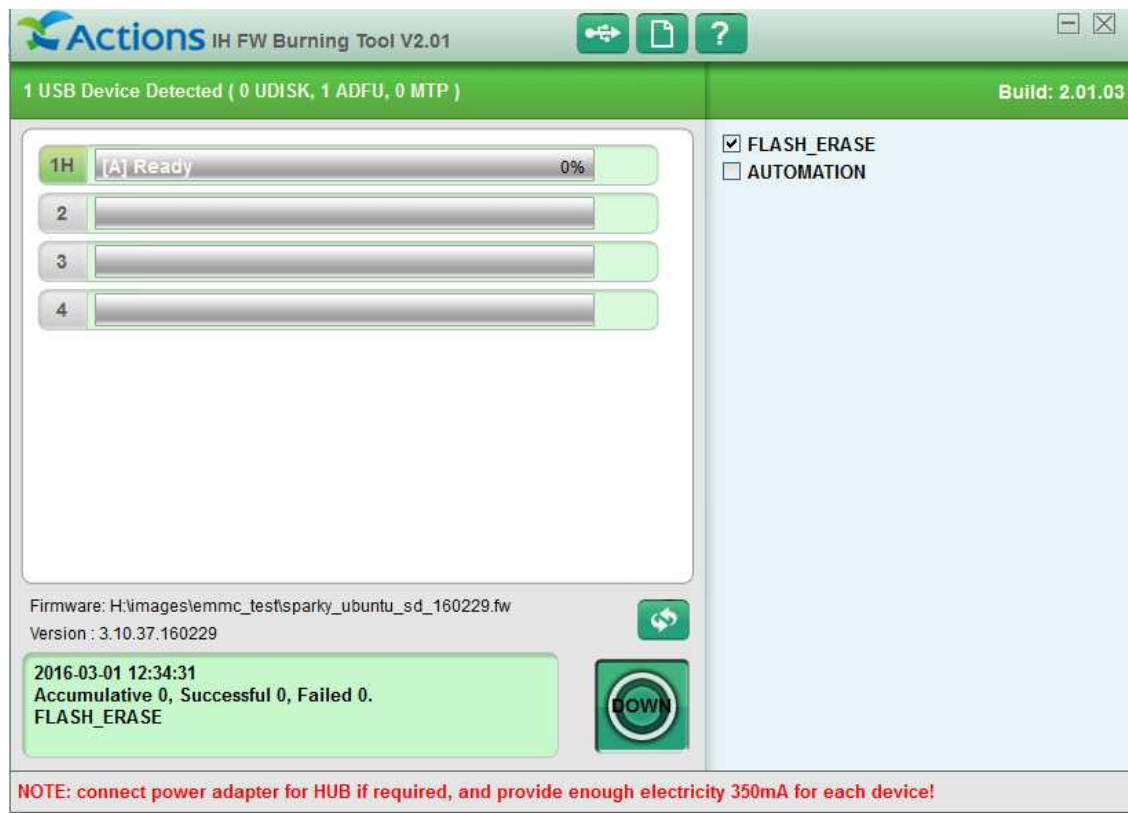 Actions IH FW Burning Tool V2.01
?
1 USB Device Detected ( 0 UDISK, 1 ADFU, 0 MTP )
Build: 2.01.03
1H [A] Ready 0%
2
3
4
FLASH_ERASE
AUTOMATION
Firmware: H:\images\emmc_test\sparky_ubuntu_sd_160229.fw
Version : 3.10.37.160229
2016-03-01 12:34:31
Accumulative 0, Successful 0, Failed 0.
FLASH_ERASE
DOWN
NOTE: connect power adapter for HUB if required, and provide enough electricity 350mA for each device!